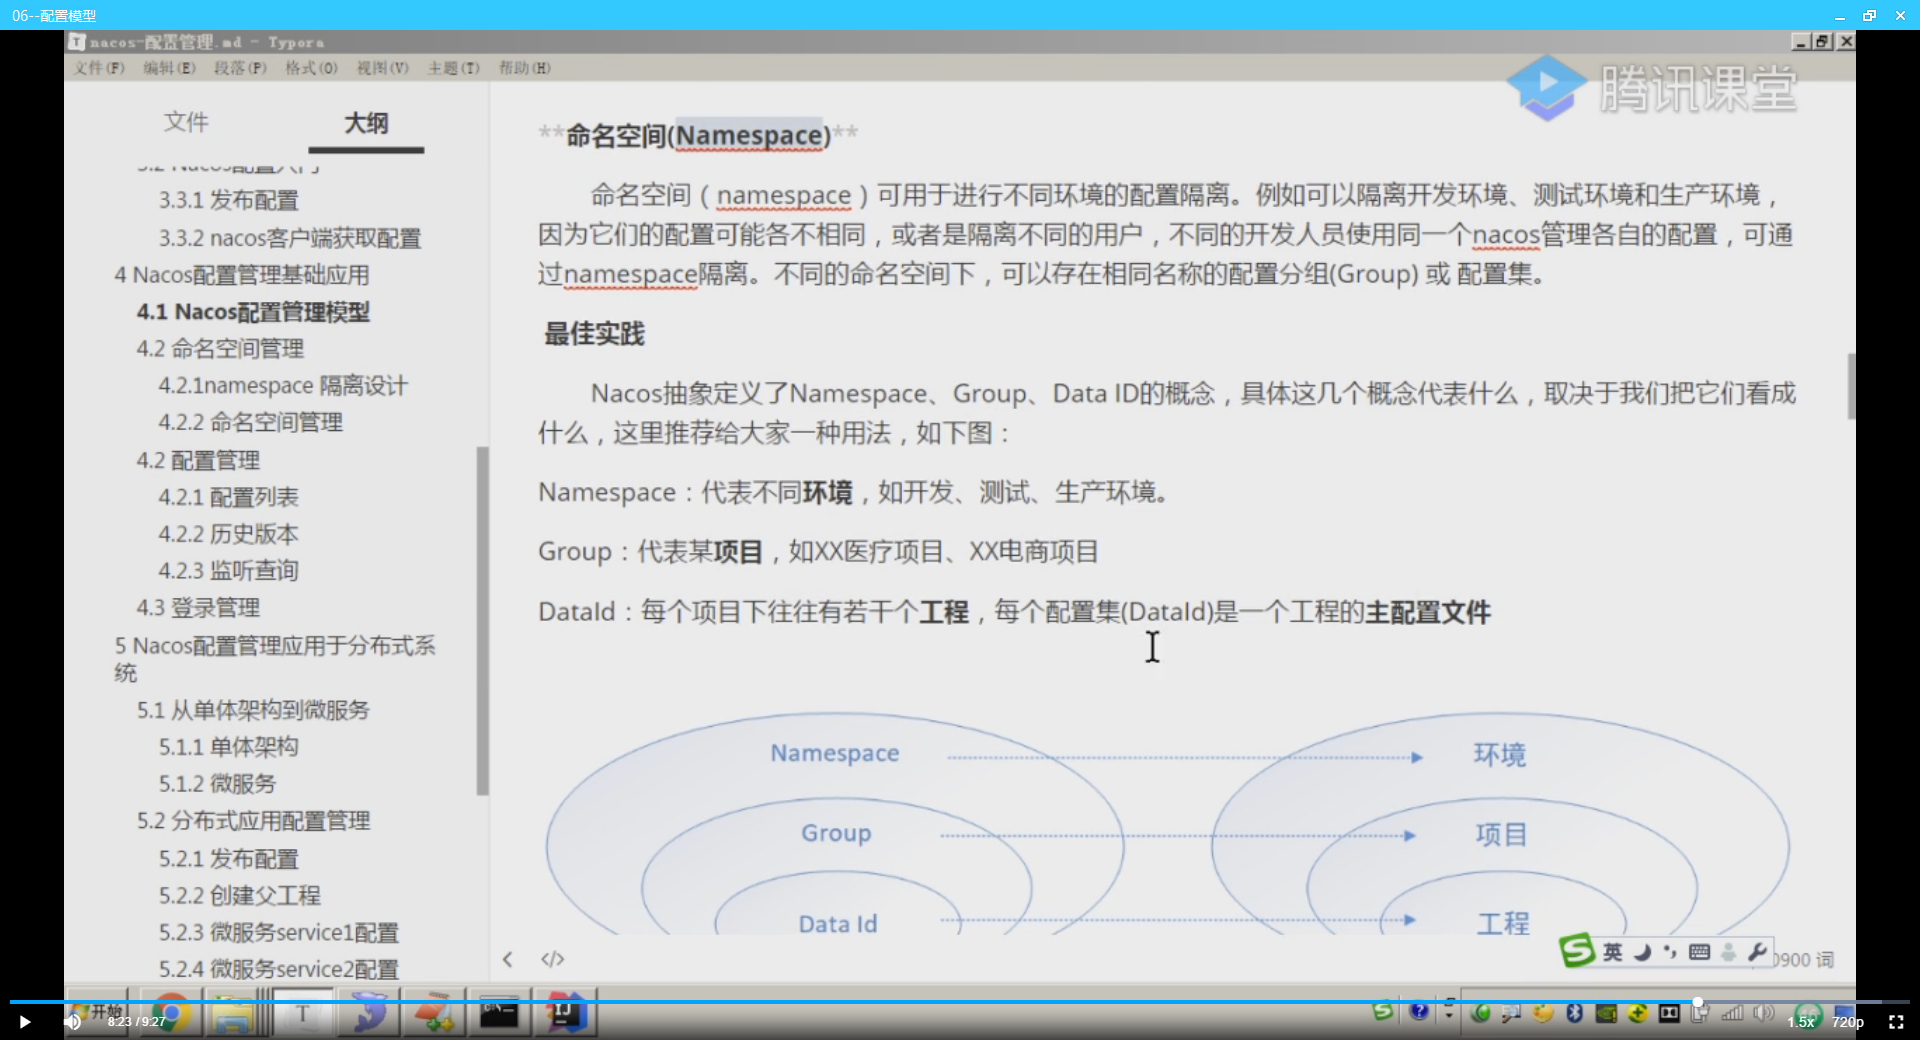 06--配置模型
nacos-配置管理.md - Typora
文件(F) 编辑(E) 段落(P) 格式(O) 视图(V) 主题(T) 帮助(H)
腾讯课堂
文件 大纲
3.2 Nacos配置入门
3.3.1 发布配置
3.3.2 nacos客户端获取配置
4 Nacos配置管理基础应用
4.1 Nacos配置管理模型
4.2 命名空间管理
4.2.1namespace 隔离设计
4.2.2 命名空间管理
4.2 配置管理
4.2.1 配置列表
4.2.2 历史版本
4.2.3 监听查询
4.3 登录管理
5 Nacos配置管理应用于分布式系
统
5.1 从单体架构到微服务
5.1.1 单体架构
5.1.2 微服务
5.2 分布式应用配置管理
5.2.1 发布配置
5.2.2 创建父工程
5.2.3 微服务service1配置
5.2.4 微服务service2配置
**命名空间(Namespace)**
命名空间（namespace）可用于进行不同环境的配置隔离。例如可以隔离开发环境、测试环境和生产环境，
因为它们的配置可能各不相同，或者是隔离不同的用户，不同的开发人员使用同一个nacos管理各自的配置，可通
过namespace隔离。不同的命名空间下，可以存在相同名称的配置分组(Group) 或 配置集。
最佳实践
Nacos抽象定义了Namespace、Group、Data ID的概念，具体这几个概念代表什么，取决于我们把它们看成
什么，这里推荐给大家一种用法，如下图：
Namespace：代表不同环境，如开发、测试、生产环境。
Group：代表某项目，如XX医疗项目、XX电商项目
DataId：每个项目下往往有若干个工程，每个配置集(DataId)是一个工程的主配置文件
Namespace 环境
Group 项目
Data Id 工程
</>
英
0900 词
开始
8:23 / 9:27
1.5x 720p